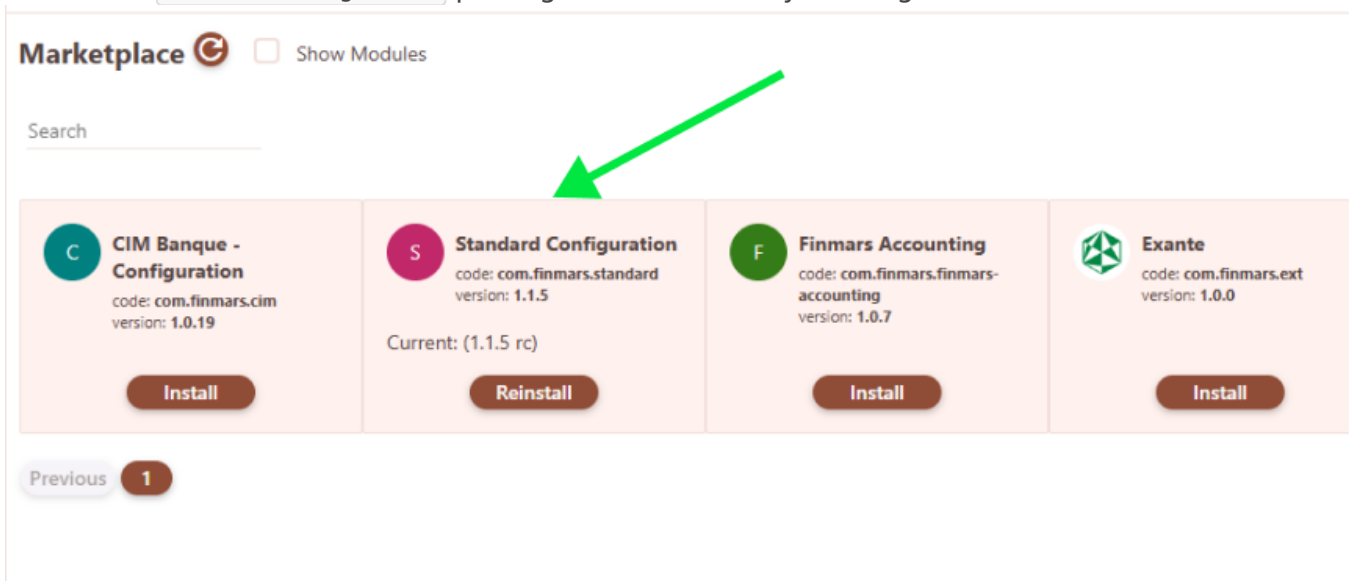 Marketplace
Show Modules
Search
C
CIM Banque -
Configuration
code: com.finmars.cim
version: 1.0.19
Install
S
Standard Configuration
code: com.finmars.standard
version: 1.1.5
Current: (1.1.5 rc)
Reinstall
F
Finmars Accounting
code: com.finmars.finmars-
accounting
version: 1.0.7
Install
Exante
code: com.finmars.ext
version: 1.0.0
Install
Previous
1